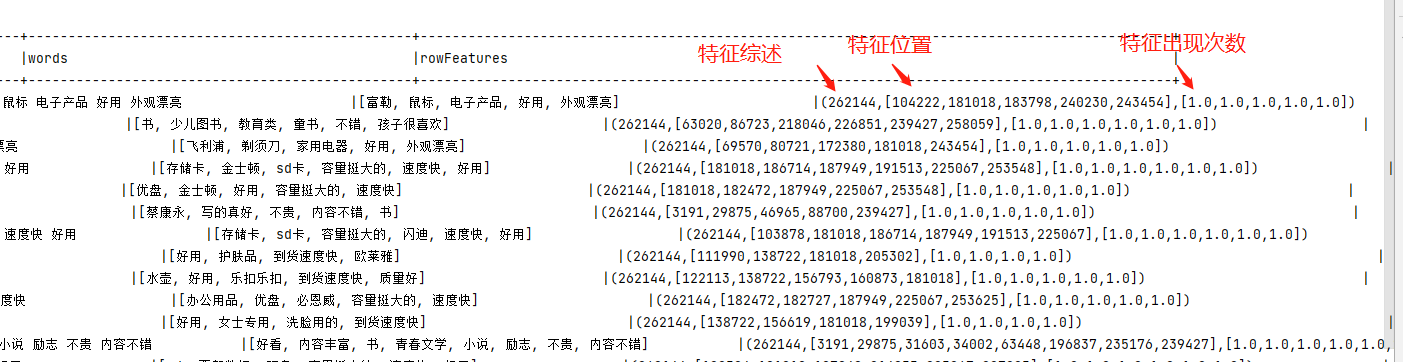 特征综述 特征位置 特征出现次数
|words |rowFeatures |
鼠标 电子产品 好用 外观漂亮 |[富勒, 鼠标, 电子产品, 好用, 外观漂亮] |(262144,[104222,181018,183798,240230,243454],[1.0,1.0,1.0,1.0,1.0])
|[书, 少儿图书, 教育类, 童书, 不错, 孩子很喜欢] |(262144,[63020,86723,218046,226851,239427,258059],[1.0,1.0,1.0,1.0,1.0,1.0]) |
漂亮 |[飞利浦, 剃须刀, 家用电器, 好用, 外观漂亮] |(262144,[69570,80721,172380,181018,243454],[1.0,1.0,1.0,1.0,1.0])
好用 |[存储卡, 金士顿, sd卡, 容量挺大的, 速度快, 好用] |(262144,[181018,186714,187949,191513,225067,253548],[1.0,1.0,1.0,1.0,1.0,1.0]) |
|[优盘, 金士顿, 好用, 容量挺大的, 速度快] |(262144,[181018,182472,187949,225067,253548],[1.0,1.0,1.0,1.0,1.0]) |
|[蔡康永, 写的真好, 不贵, 内容不错, 书] |(262144,[3191,29875,46965,88700,239427],[1.0,1.0,1.0,1.0,1.0]) |
速度快 好用 |[存储卡, sd卡, 容量挺大的, 闪迪, 速度快, 好用] |(262144,[103878,181018,186714,187949,191513,225067],[1.0,1.0,1.0,1.0,1.0,1.0])
|[好用, 护肤品, 到货速度快, 欧莱雅] |(262144,[111990,138722,181018,205302],[1.0,1.0,1.0,1.0]) |
|[水壶, 好用, 乐扣乐扣, 到货速度快, 质量好] |(262144,[122113,138722,156793,160873,181018],[1.0,1.0,1.0,1.0,1.0]) |
度快 |[办公用品, 优盘, 必恩威, 容量挺大的, 速度快] |(262144,[182472,182727,187949,225067,253625],[1.0,1.0,1.0,1.0,1.0])
|[好用, 女士专用, 洗脸用的, 到货速度快] |(262144,[138722,156619,181018,199039],[1.0,1.0,1.0,1.0]) |
小说 励志 不贵 内容不错 |[好看, 内容丰富, 书, 青春文学, 小说, 励志, 不贵, 内容不错] |(262144,[3191,29875,31603,34002,63448,196837,235176,239427],[1.0,1.0,1.0,1.0,1.0,